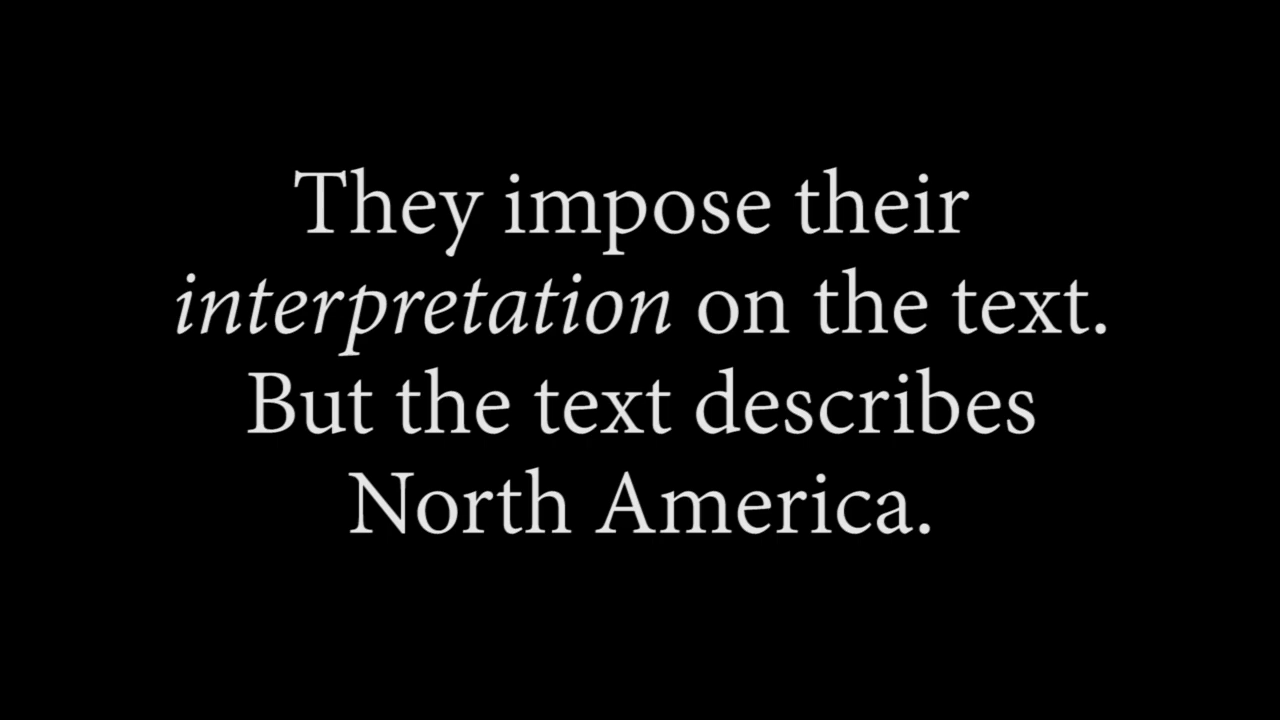 They impose their
interpretation on the text.
But the text describes
North America.